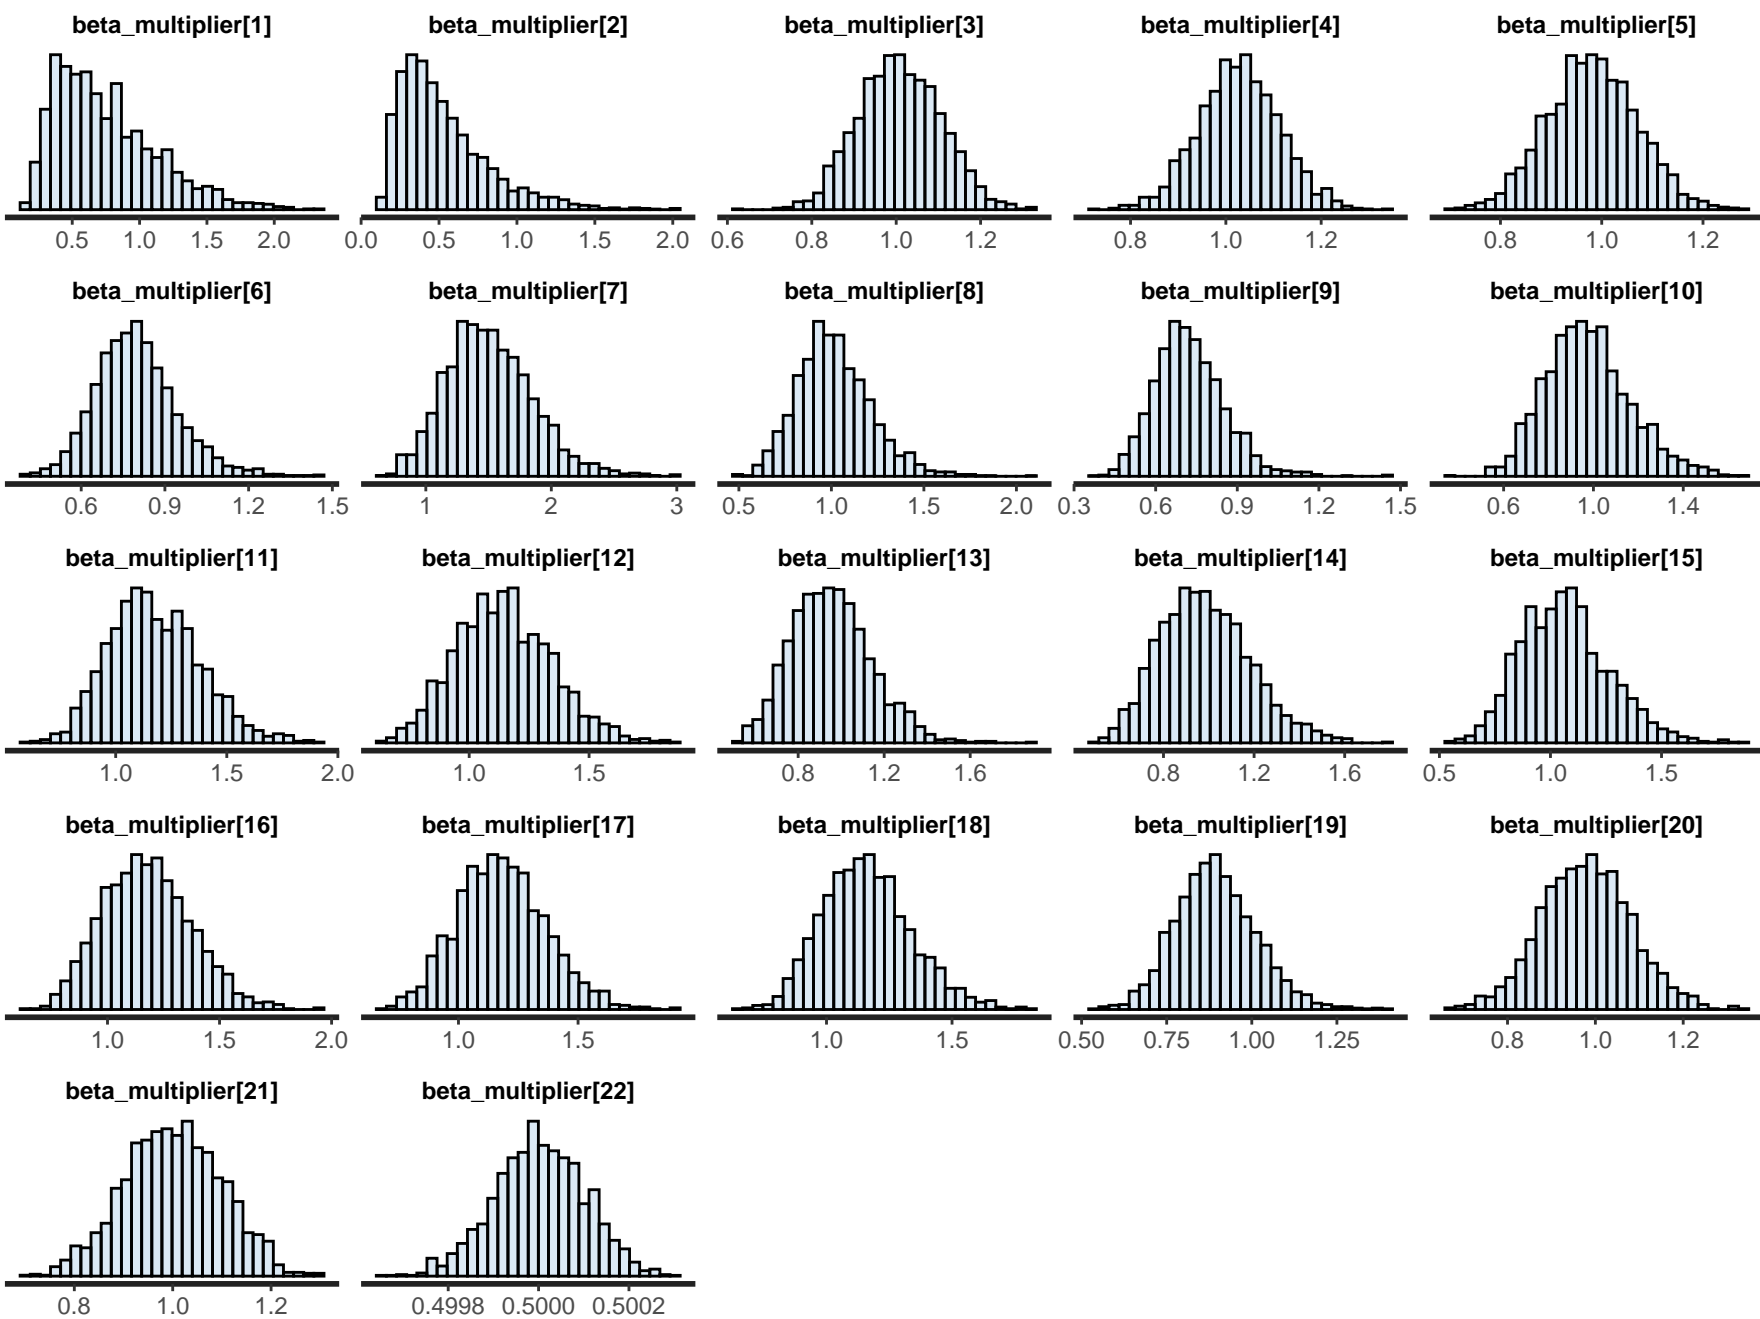 beta_multiplier[1] beta_multiplier[2] beta_multiplier[3] beta_multiplier[4] beta_multiplier[5]
0.5 1.0 1.5 2.0 0.0 0.5 1.0 1.5 2.0 0.6 0.8 1.0 1.2 0.8 1.0 1.2 0.8 1.0 1.2
beta_multiplier[6] beta_multiplier[7] beta_multiplier[8] beta_multiplier[9] beta_multiplier[10]
0.6 0.9 1.2 1.5 1 2 3 0.5 1.0 1.5 2.0 0.3 0.6 0.9 1.2 1.5 0.6 1.0 1.4
beta_multiplier[11] beta_multiplier[12] beta_multiplier[13] beta_multiplier[14] beta_multiplier[15]
1.0 1.5 2.0 1.0 1.5 0.8 1.2 1.6 0.8 1.2 1.6 0.5 1.0 1.5
beta_multiplier[16] beta_multiplier[17] beta_multiplier[18] beta_multiplier[19] beta_multiplier[20]
1.0 1.5 2.0 1.0 1.5 1.0 1.5 0.50 0.75 1.00 1.25 0.8 1.0 1.2
beta_multiplier[21] beta_multiplier[22]
0.8 1.0 1.2 0.4998 0.5000 0.5002